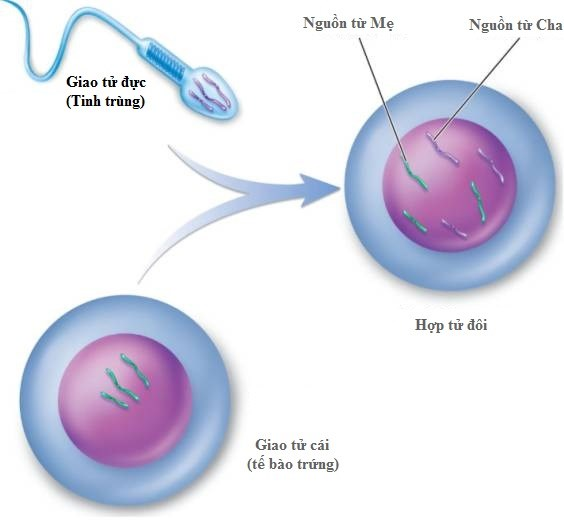 Nguồn từ Mẹ
Nguồn từ Cha
Giao tử đực
(Tinh trùng)
Hợp tử đôi
Giao tử cái
(tế bào trứng)